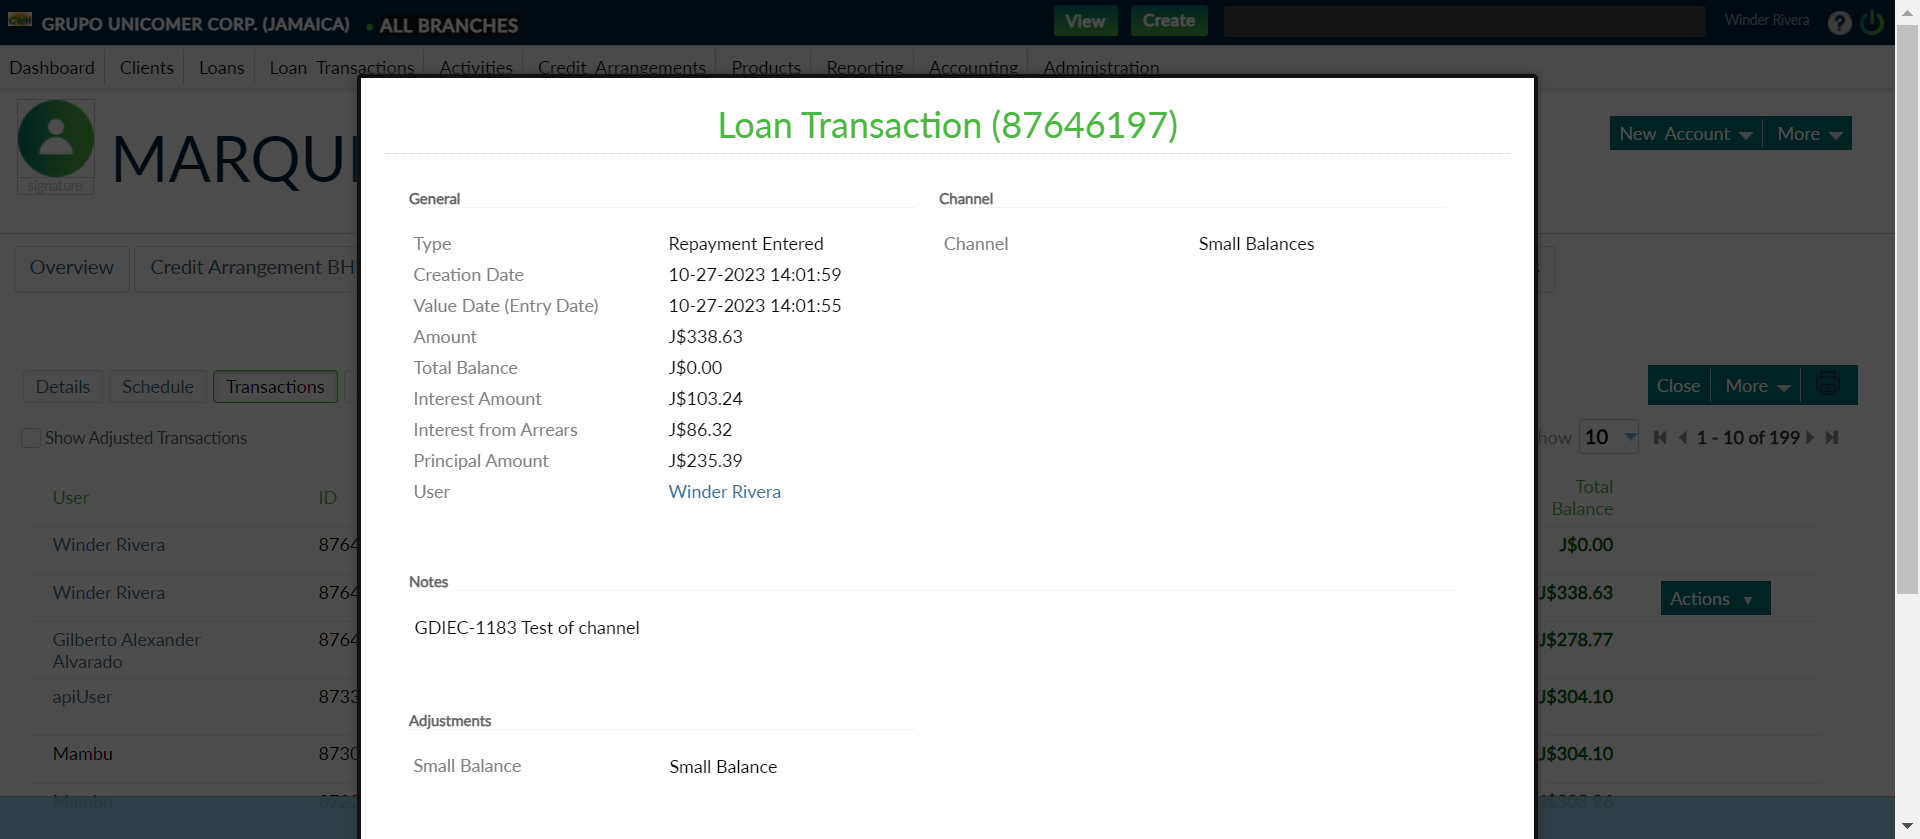 GRUPO UNICOMER CORP. (JAMAICA) • ALL BRANCHES View Create Winder Rivera ?
Dashboard Clients Loans Loan Transactions Activities Credit Arrangements Products Reporting Accounting Administration
Loan Transaction (87646197)
New Account More
signature
General Channel
Type Repayment Entered Channel Small Balances
Overview Credit Arrangement BH
Creation Date 10-27-2023 14:01:59
Value Date (Entry Date) 10-27-2023 14:01:55
Amount J$338.63
Total Balance J$0.00
Details Schedule Transactions Close More
Interest Amount J$103.24
Interest from Arrears J$86.32
Show Adjusted Transactions 10 1 - 10 of 199
Principal Amount J$235.39
User Winder Rivera
User ID Total
Balance
Winder Rivera 8764 J$0.00
Notes
Winder Rivera 8764 J$338.63 Actions
GDIEC-1183 Test of channel
Gilberto Alexander
Alvarado 8764 J$278.77
apiUser 8733 J$304.10
Adjustments
Mambu 8730 J$304.10
Small Balance Small Balance
Mambu J$303.96